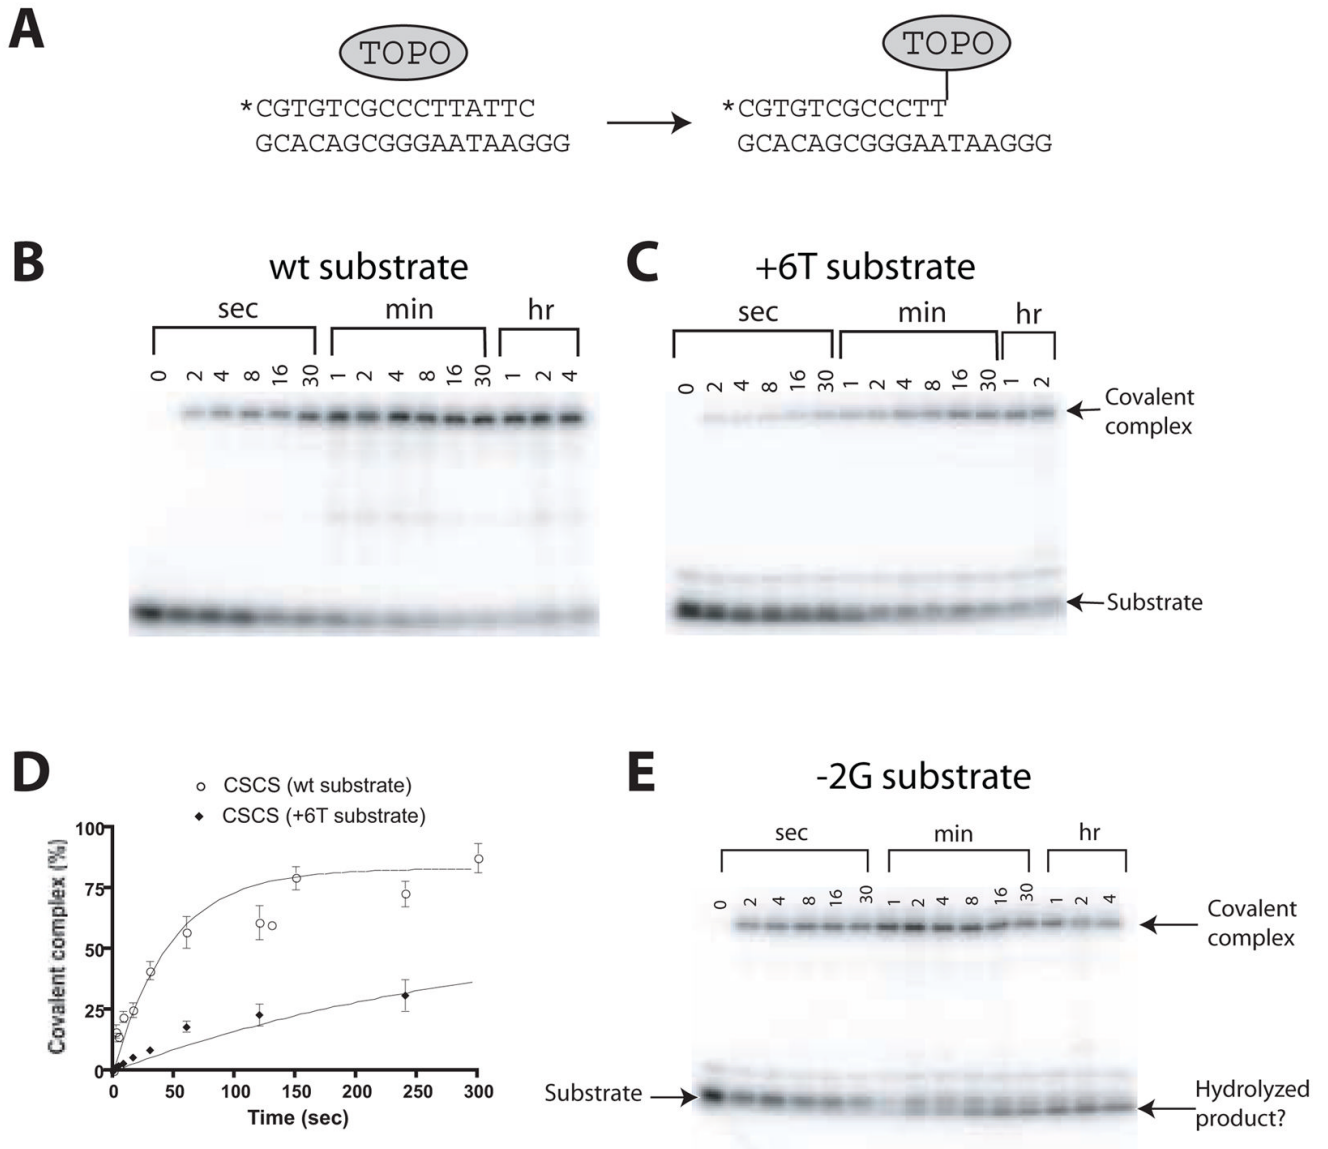 A
TOPO
TOPO
*CGTGTCGCCCTTATTC
GCACAGCGGGAATAAGGG
*CGTGTCGCCCTT
GCACAGCGGGAATAAGGG
B
wt substrate
sec
min
hr
0 2 4 8 16 30 1 2 4 8 16 30 1 2 4
C
+6T substrate
sec
min
hr
0 2 4 8 16 30 1 2 4 8 16 30 1 2
Covalent
complex
Substrate
D
CSCS (wt substrate)
CSCS (+6T substrate)
Covalent complex (%)
100
75
50
25
0
0 50 100 150 200 250 300
Time (sec)
E
-2G substrate
sec
min
hr
0 2 4 8 16 30 1 2 4 8 16 30 1 2 4
Covalent
complex
Substrate
Hydrolyzed
product?